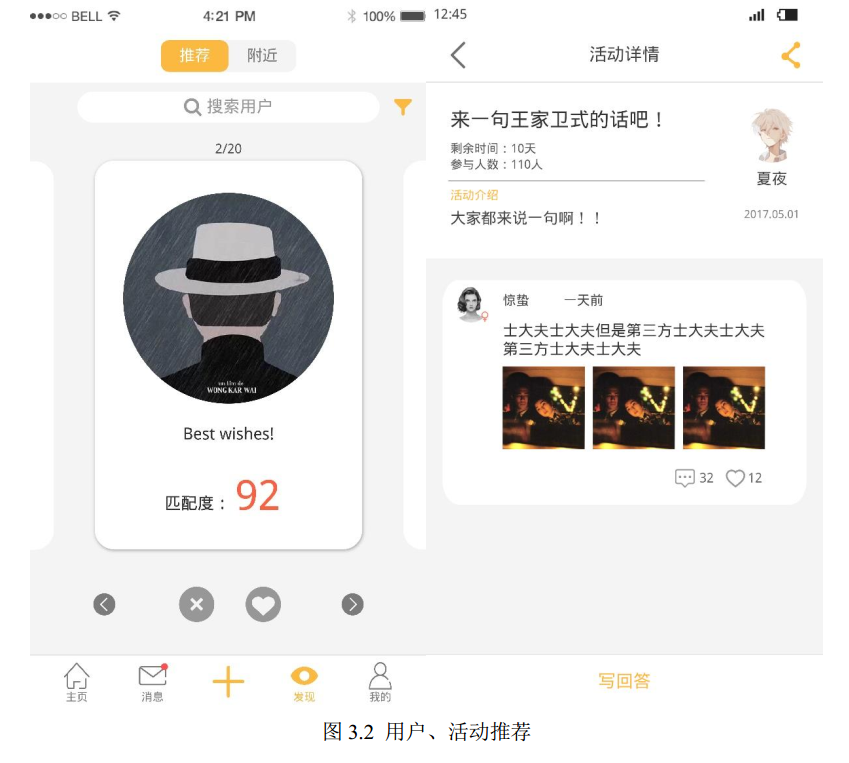 BELL 4:21 PM 100%
推荐 附近
搜索用户
2/20
un film de
WONG KAR WAI
Best wishes!
匹配度： 92
主页 消息 发现 我的
12:45
活动详情
来一句王家卫式的话吧！
剩余时间：10天
参与人数：110人
夏夜
活动介绍
大家都来说一句啊！！
2017.05.01
惊蛰 一天前
士大夫士大夫但是第三方士大夫士大夫
第三方士大夫士大夫
32 12
写回答
图 3.2 用户、活动推荐